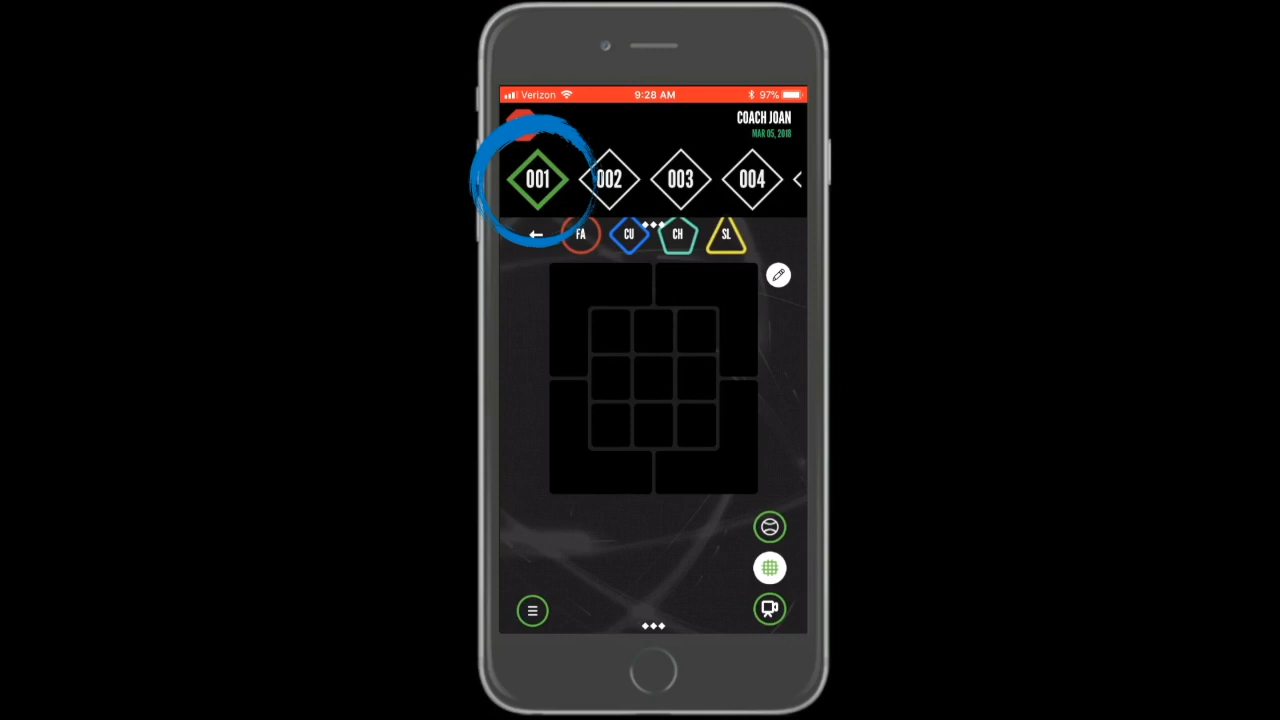 Verizon 9:28 AM 97%
COACH JOAN
MAR 05, 2018
001 002 003 004
FA CU CH SL